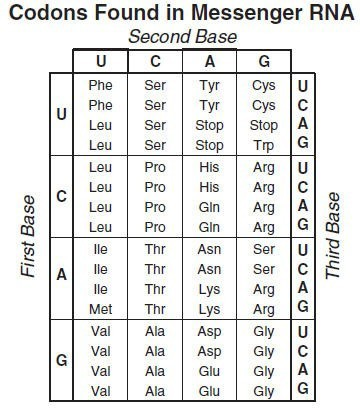 Codons Found in Messenger RNA
Second Base
U C A G
First Base
Third Base
U
Phe Ser Tyr Cys U
Phe Ser Tyr Cys C
Leu Ser Stop Stop A
Leu Ser Stop Trp G
C
Leu Pro His Arg U
Leu Pro His Arg C
Leu Pro Gln Arg A
Leu Pro Gln Arg G
A
Ile Thr Asn Ser U
Ile Thr Asn Ser C
Ile Thr Lys Arg A
Met Thr Lys Arg G
G
Val Ala Asp Gly U
Val Ala Asp Gly C
Val Ala Glu Gly A
Val Ala Glu Gly G